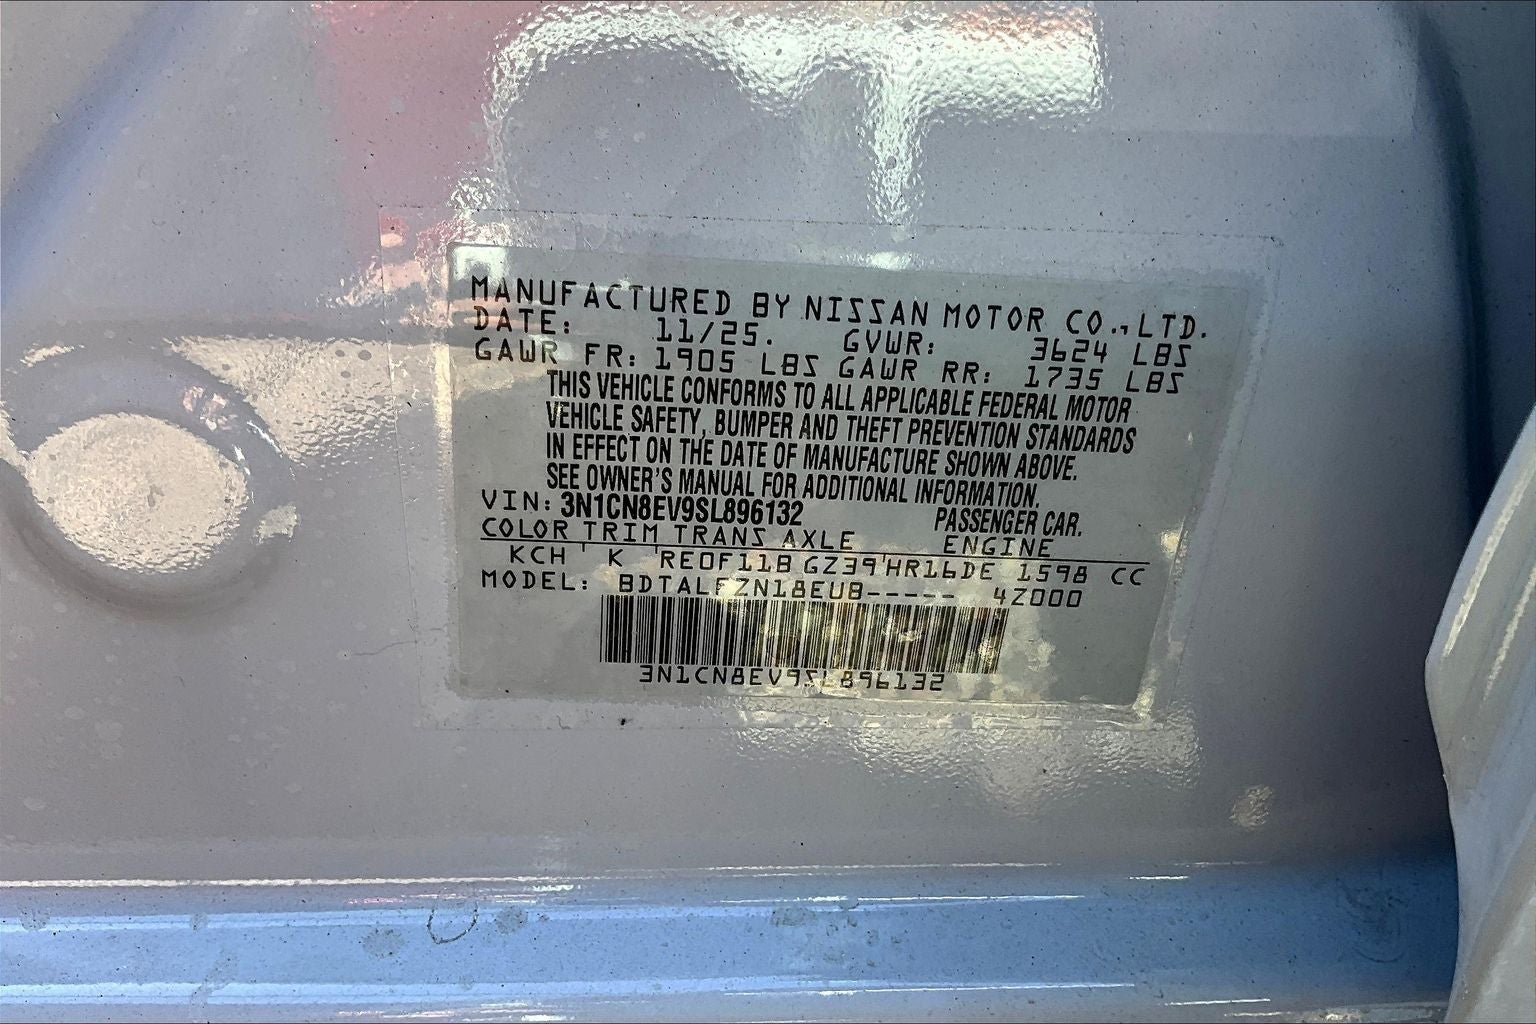 MANUFACTURED BY NISSAN MOTOR CO.,LTD.
DATE: 11/25. GVWR: 3624 LBS
GAWR FR: 1905 LBS GAWR RR: 1735 LBS
THIS VEHICLE CONFORMS TO ALL APPLICABLE FEDERAL MOTOR
VEHICLE SAFETY, BUMPER AND THEFT PREVENTION STANDARDS
IN EFFECT ON THE DATE OF MANUFACTURE SHOWN ABOVE.
SEE OWNER'S MANUAL FOR ADDITIONAL INFORMATION.
VIN: 3N1CN8EV9SL896132 PASSENGER CAR.
COLOR TRIM TRANS AXLE ENGINE
KCH ' K 'RE0F11B GZ39'HR16DE 1598 CC
MODEL: BDTALFZN18EUB----- 4Z000
3N1CN8EV9SL896132